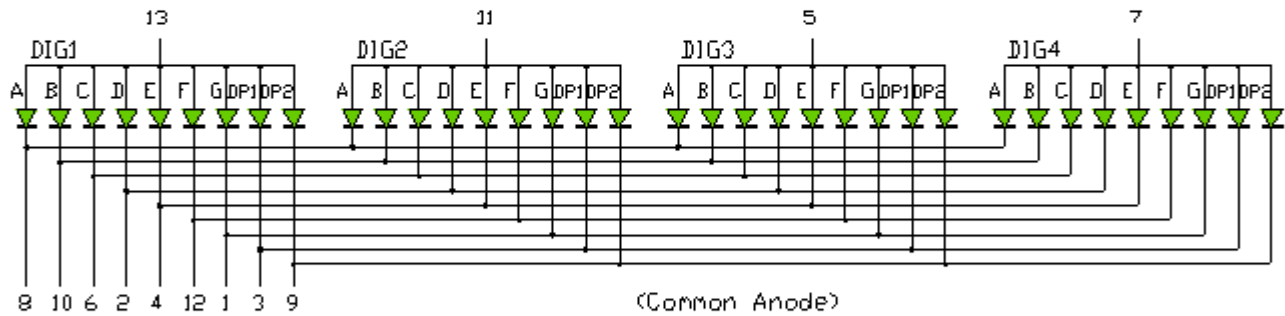 13 11 5 7
DIG1 DIG2 DIG3 DIG4
A B C D E F G DP1 DP2 A B C D E F G DP1 DP2 A B C D E F G DP1 DP2 A B C D E F G DP1 DP2
8 10 6 2 4 12 1 3 9 (Common Anode)